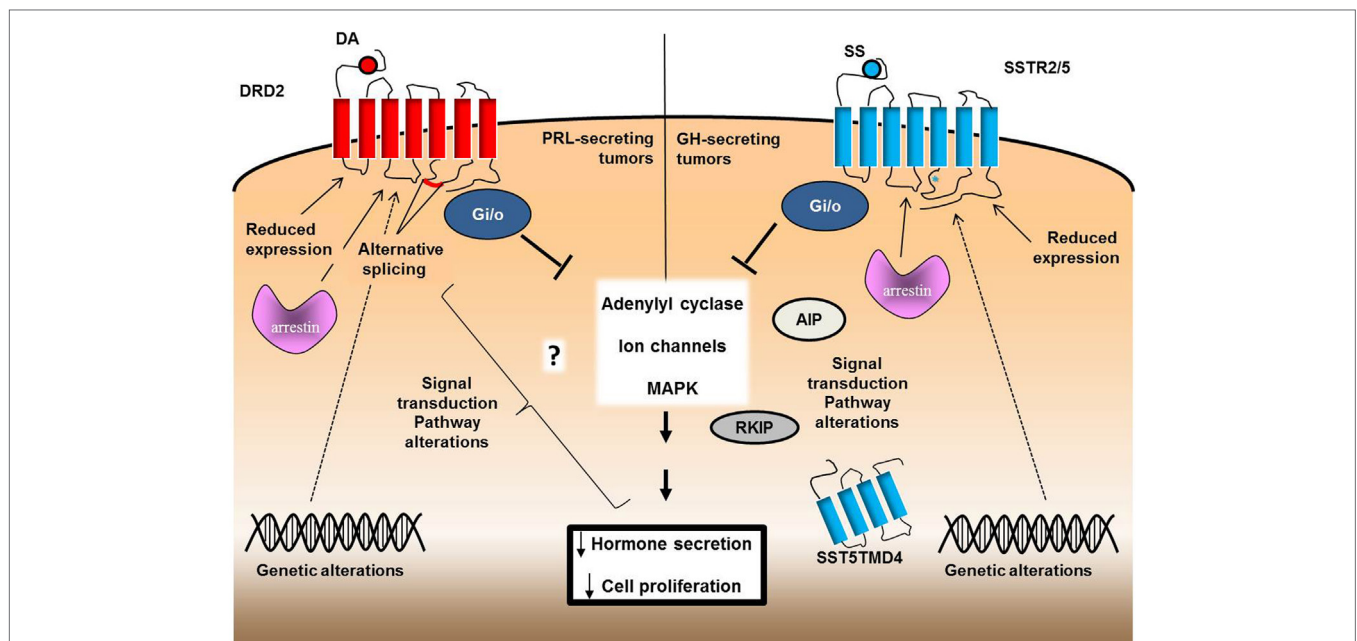 DA
DRD2
SS
SSTR2/5
PRL-secreting
tumors
GH-secreting
tumors
Gi/o
Gi/o
Reduced
expression
Alternative
splicing
arrestin
Reduced
expression
arrestin
Adenylyl cyclase
Ion channels
MAPK
AIP
?
Signal
transduction
Pathway
alterations
Signal
transduction
Pathway
alterations
RKIP
SST5TMD4
Genetic alterations
Hormone secretion
Cell proliferation
Genetic alterations